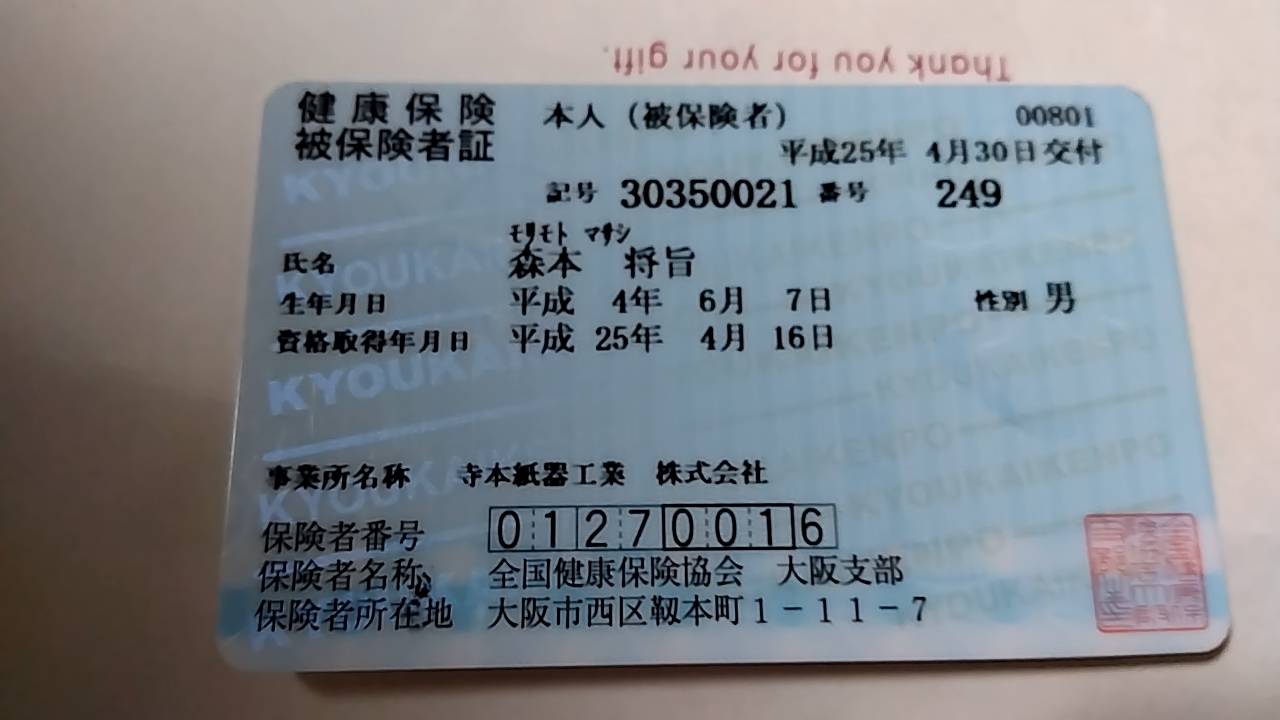 Thank you for your gift.
健康保険 本人（被保険者） 00801
被保険者証 平成25年 4月30日交付
記号 30350021 番号 249
ﾓﾘﾓﾄ ﾏｻｼ
氏名 森本 将旨
生年月日 平成 4年 6月 7日 性別 男
資格取得年月日 平成 25年 4月 16日
事業所名称 寺本紙器工業 株式会社
保険者番号 01270016
保険者名称 全国健康保険協会 大阪支部
保険者所在地 大阪市西区靱本町1－11－7